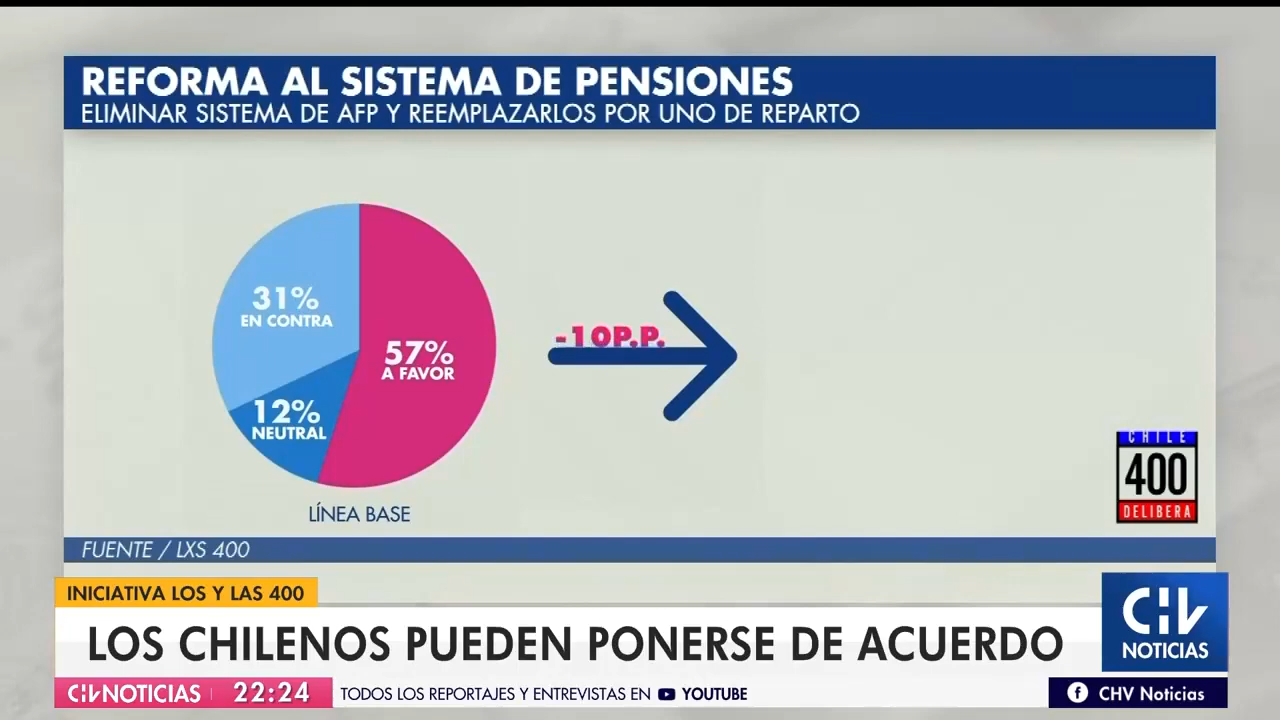 REFORMA AL SISTEMA DE PENSIONES
ELIMINAR SISTEMA DE AFP Y REEMPLAZARLOS POR UNO DE REPARTO
31%
EN CONTRA
57%
A FAVOR
12%
NEUTRAL
-10P.P.
LÍNEA BASE
CHILE
400
DELIBERA
FUENTE / LXS 400
INICIATIVA LOS Y LAS 400
LOS CHILENOS PUEDEN PONERSE DE ACUERDO
CHV
NOTICIAS
CHV NOTICIAS 22:24 TODOS LOS REPORTAJES Y ENTREVISTAS EN YOUTUBE
CHV Noticias